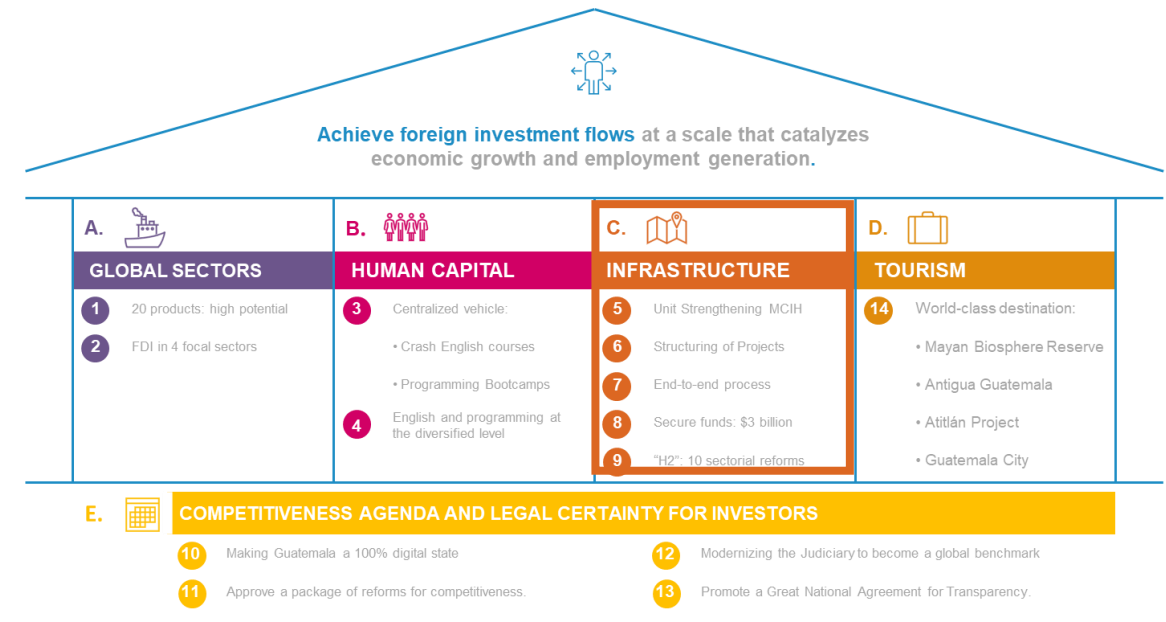 Achieve foreign investment flows at a scale that catalyzes
economic growth and employment generation.
A.
GLOBAL SECTORS
1 20 products: high potential
2 FDI in 4 focal sectors
B.
HUMAN CAPITAL
3 Centralized vehicle:
• Crash English courses
• Programming Bootcamps
4 English and programming at
the diversified level
C.
INFRASTRUCTURE
5 Unit Strengthening MCIH
6 Structuring of Projects
7 End-to-end process
8 Secure funds: $3 billion
9 "H2": 10 sectorial reforms
D.
TOURISM
14 World-class destination:
• Mayan Biosphere Reserve
• Antigua Guatemala
• Atitlán Project
• Guatemala City
E.
COMPETITIVENESS AGENDA AND LEGAL CERTAINTY FOR INVESTORS
10 Making Guatemala a 100% digital state
11 Approve a package of reforms for competitiveness.
12 Modernizing the Judiciary to become a global benchmark
13 Promote a Great National Agreement for Transparency.